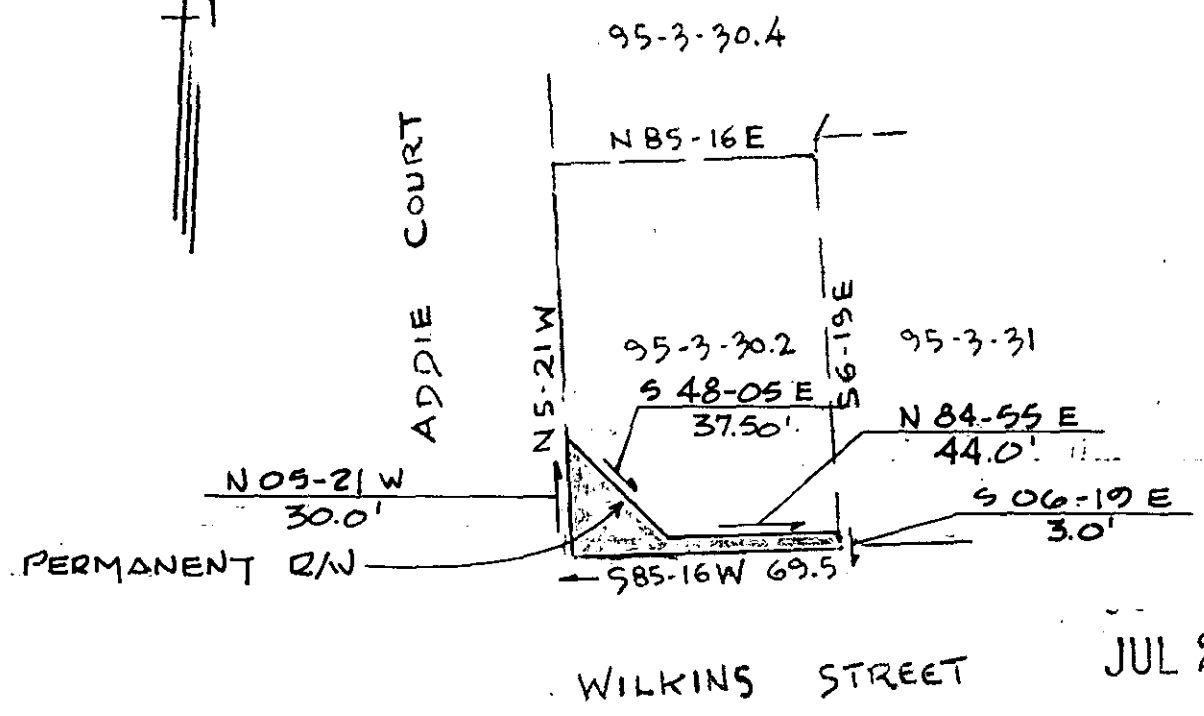 95-3-30.4
N 85-16 E
ADDIE COURT
N 5-21 W
S 6-19 E
95-3-30.2
95-3-31
S 48-05 E
37.50'
N 84-55 E
44.0'
N 05-21 W
30.0'
S 06-19 E
3.0'
PERMANENT R/W
S85-16W 69.5
WILKINS STREET
JUL